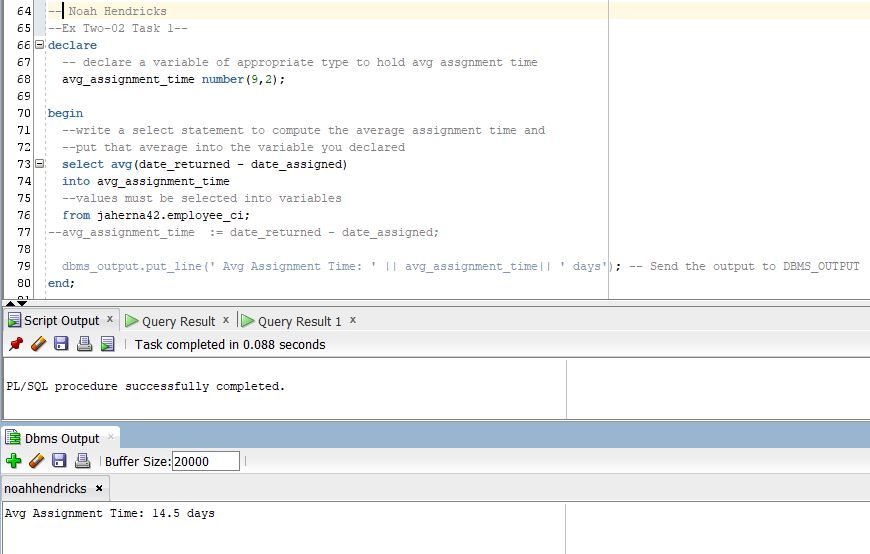 64 -- Noah Hendricks
65 --Ex Two-02 Task 1--
66 declare
67 -- declare a variable of appropriate type to hold avg assgnment time
68 avg_assignment_time number(9,2);
69
70 begin
71 --write a select statement to compute the average assignment time and
72 --put that average into the variable you declared
73 select avg(date_returned - date_assigned)
74 into avg_assignment_time
75 --values must be selected into variables
76 from jaherna42.employee_ci;
77 --avg_assignment_time  := date_returned - date_assigned;
78
79 dbms_output.put_line(' Avg Assignment Time: ' || avg_assignment_time|| ' days'); -- Send the output to DBMS_OUTPUT
80 end;
Script Output x Query Result x Query Result 1 x
Task completed in 0.088 seconds
PL/SQL procedure successfully completed.
Dbms Output x
Buffer Size: 20000
noahhendricks x
Avg Assignment Time: 14.5 days